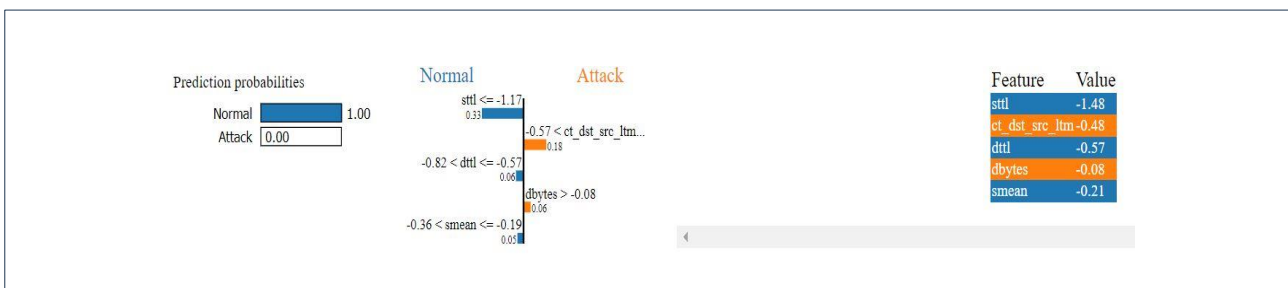 Prediction probabilities
Normal 1.00
Attack 0.00
Normal Attack
sttl <= -1.17
0.33
-0.57 < ct_dst_src_ltm...
0.18
-0.82 < dttl <= -0.57
0.06
dbytes > -0.08
0.06
-0.36 < smean <= -0.19
0.05
Feature Value
sttl -1.48
ct_dst_src_ltm -0.48
dttl -0.57
dbytes -0.08
smean -0.21